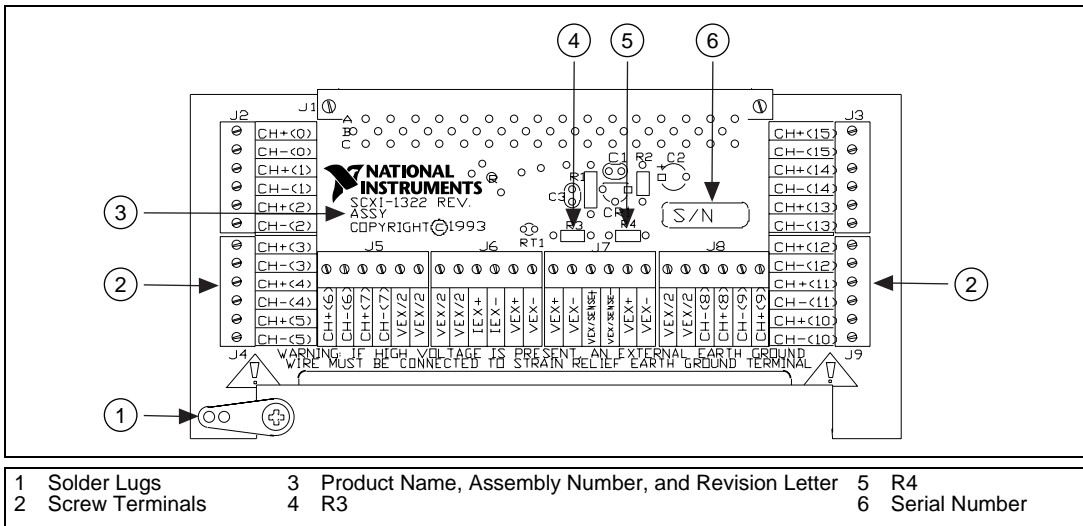 4 5 6
J1
J2
J3
A
B
C
CH+(0)
CH-(0)
CH+(1)
CH-(1)
CH+(2)
CH-(2)
CH+(3)
CH-(3)
CH+(4)
CH-(4)
CH+(5)
CH-(5)
J4
NATIONAL
INSTRUMENTS
SCXI-1322 REV.
ASSY
COPYRIGHT©1993
3
2
Q
C1 R2 C2
+
R1
C3
CR1
R3 R4
RT1
S/N
J5 J6 J7 J8
CH+(6)
CH-(6)
CH+(7)
CH-(7)
VEX/2
VEX/2
VEX/2
VEX/2
IEX+
IEX-
VEX+
VEX-
VEX+
VEX-
VEX/SENSE+
VEX/SENSE-
VEX+
VEX-
VEX/2
VEX/2
CH-(8)
CH+(8)
CH-(9)
CH+(9)
CH+(15)
CH-(15)
CH+(14)
CH-(14)
CH+(13)
CH-(13)
CH+(12)
CH-(12)
CH+(11)
CH-(11)
CH+(10)
CH-(10)
J9
2
WARNING: IF HIGH VOLTAGE IS PRESENT, AN EXTERNAL EARTH GROUND
WIRE MUST BE CONNECTED TO STRAIN RELIEF EARTH GROUND TERMINAL
! !
1
1 Solder Lugs
2 Screw Terminals
3 Product Name, Assembly Number, and Revision Letter
4 R3
5 R4
6 Serial Number